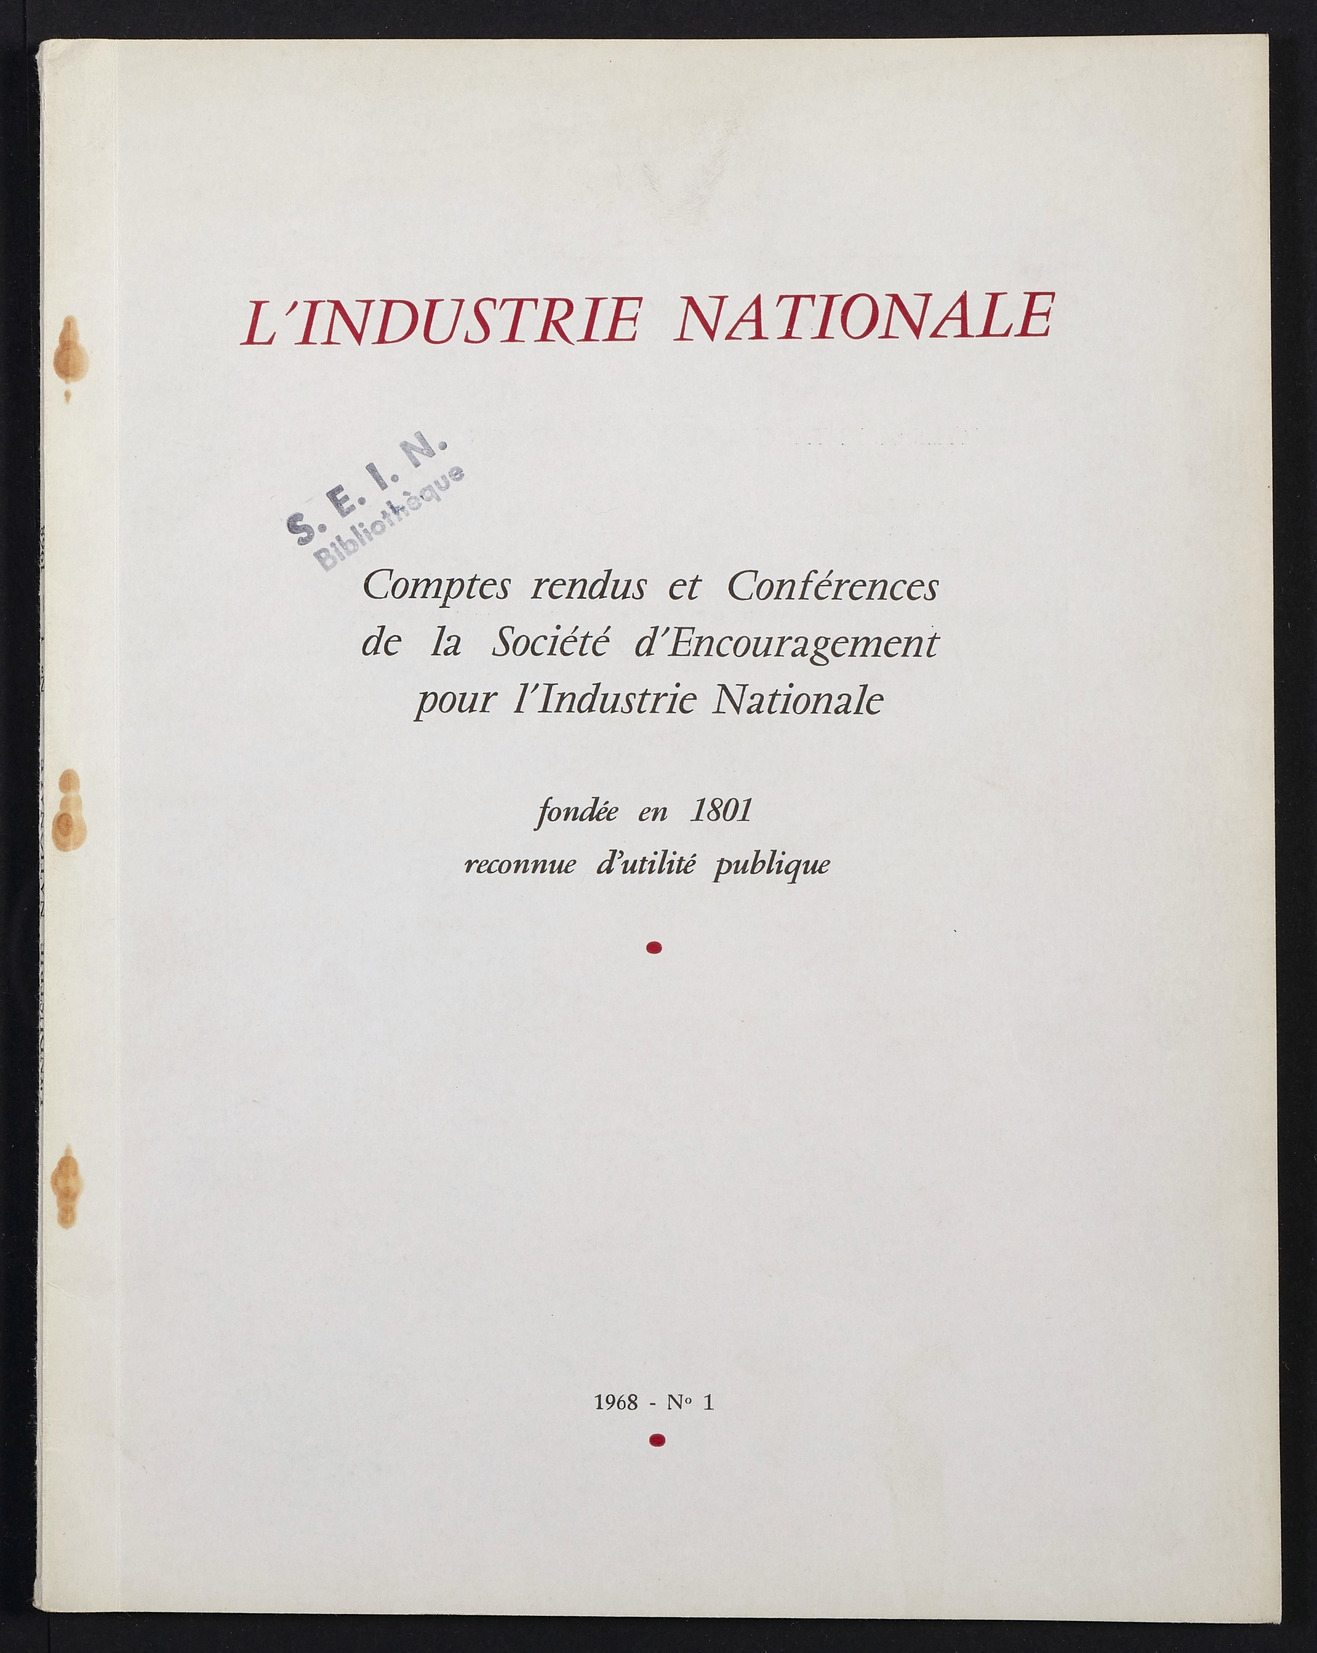 L'INDUSTRIE NATIONALE
S. E. I. N.
Bibliothèque
Comptes rendus et Conférences
de la Société d'Encouragement
pour l'Industrie Nationale
fondée en 1801
reconnue d'utilité publique
1968 - Nº 1